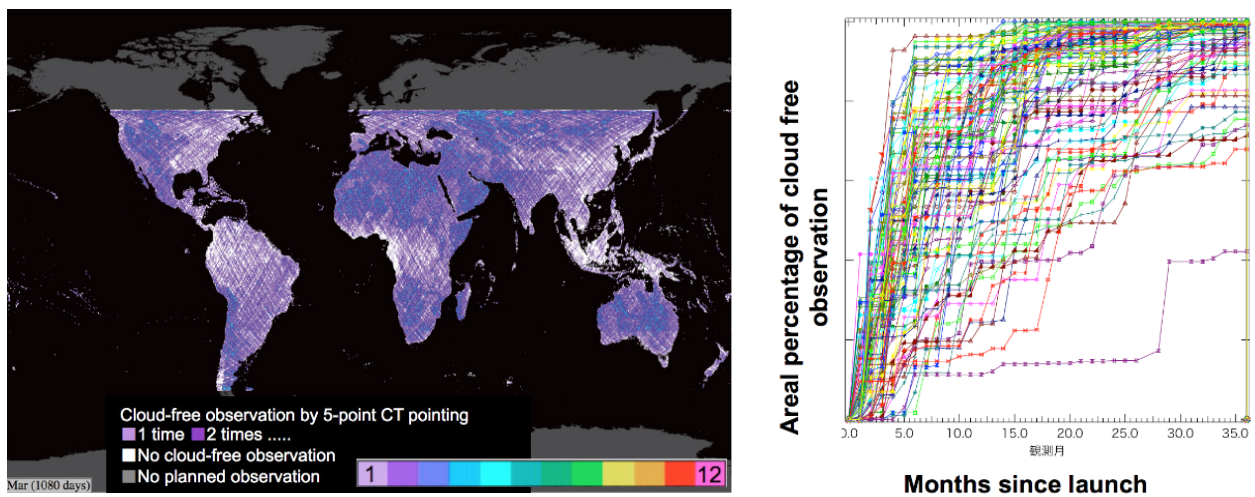 Cloud-free observation by 5-point CT pointing
1 time 2 times .....
No cloud-free observation
No planned observation
1 12
Mar (1080 days)
Areal percentage of cloud free
observation
0.0 5.0 10.0 15.0 20.0 25.0 30.0 35.0
観測月
Months since launch